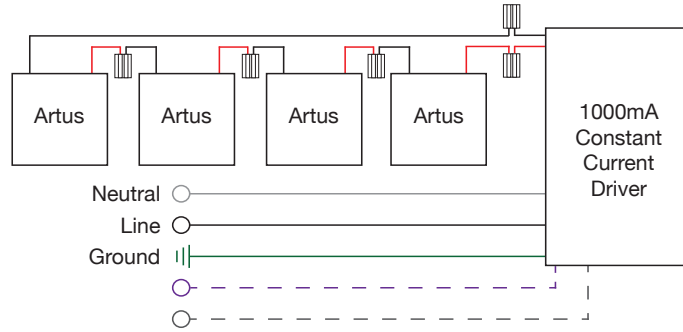 Artus
Artus
Artus
Artus
1000mA
Constant
Current
Driver
Neutral
Line
Ground